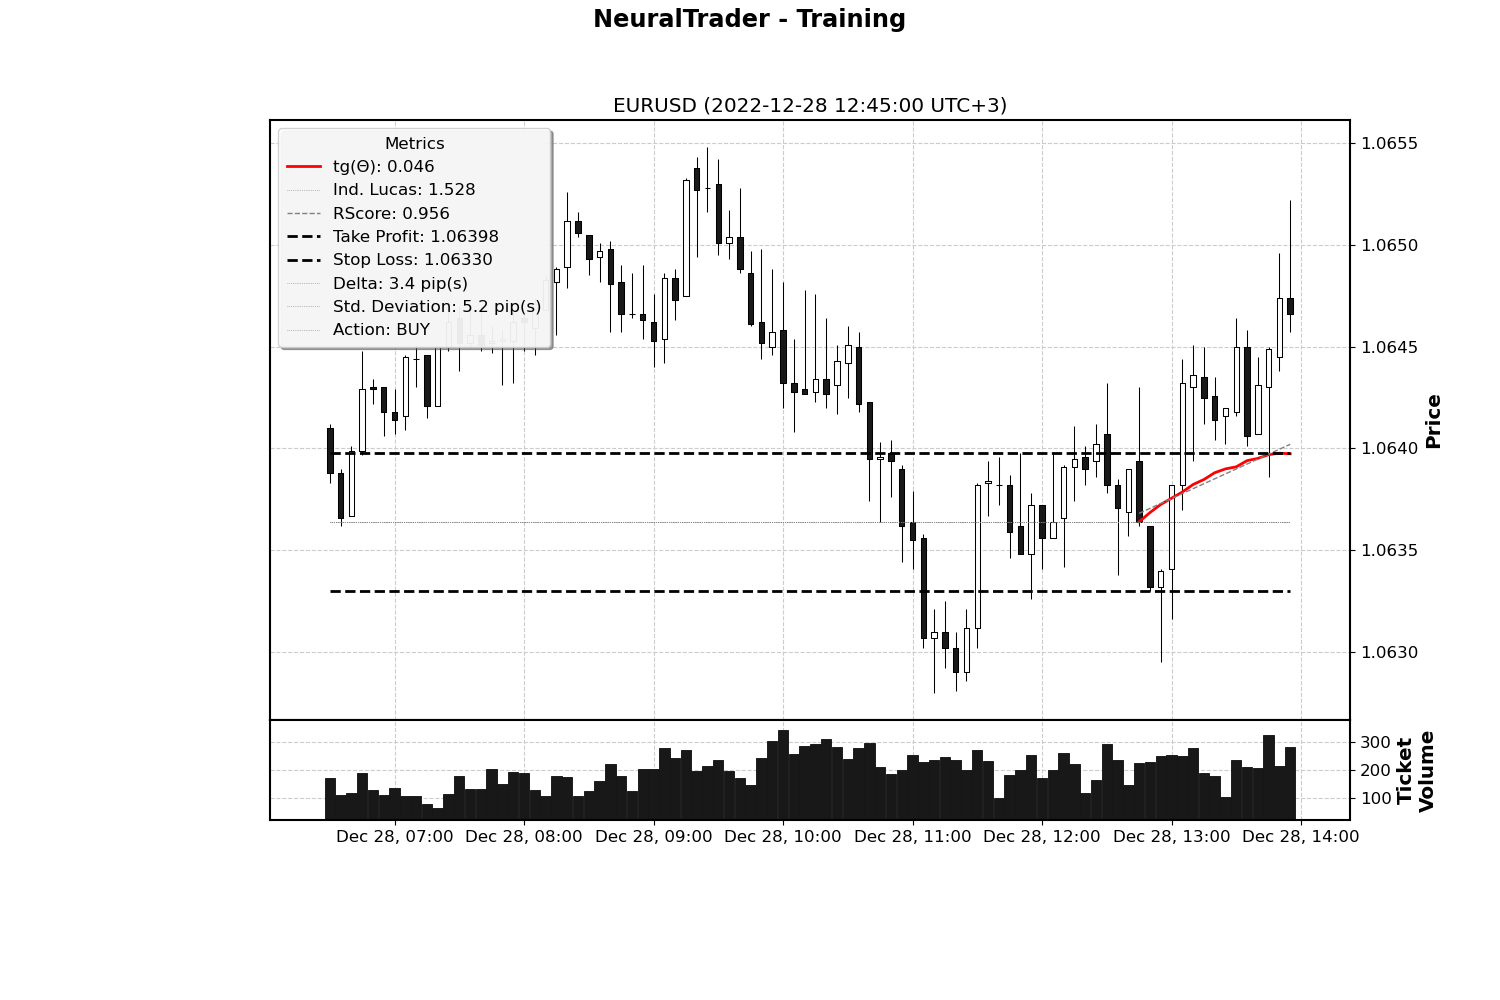 NeuralTrader - Training
EURUSD (2022-12-28 12:45:00 UTC+3)
Metrics
tg(Θ): 0.046
Ind. Lucas: 1.528
RScore: 0.956
Take Profit: 1.06398
Stop Loss: 1.06330
Delta: 3.4 pip(s)
Std. Deviation: 5.2 pip(s)
Action: BUY
1.0655
1.0650
1.0645
1.0640
1.0635
1.0630
Price
300
200
100
Ticket
Volume
Dec 28, 07:00
Dec 28, 08:00
Dec 28, 09:00
Dec 28, 10:00
Dec 28, 11:00
Dec 28, 12:00
Dec 28, 13:00
Dec 28, 14:00